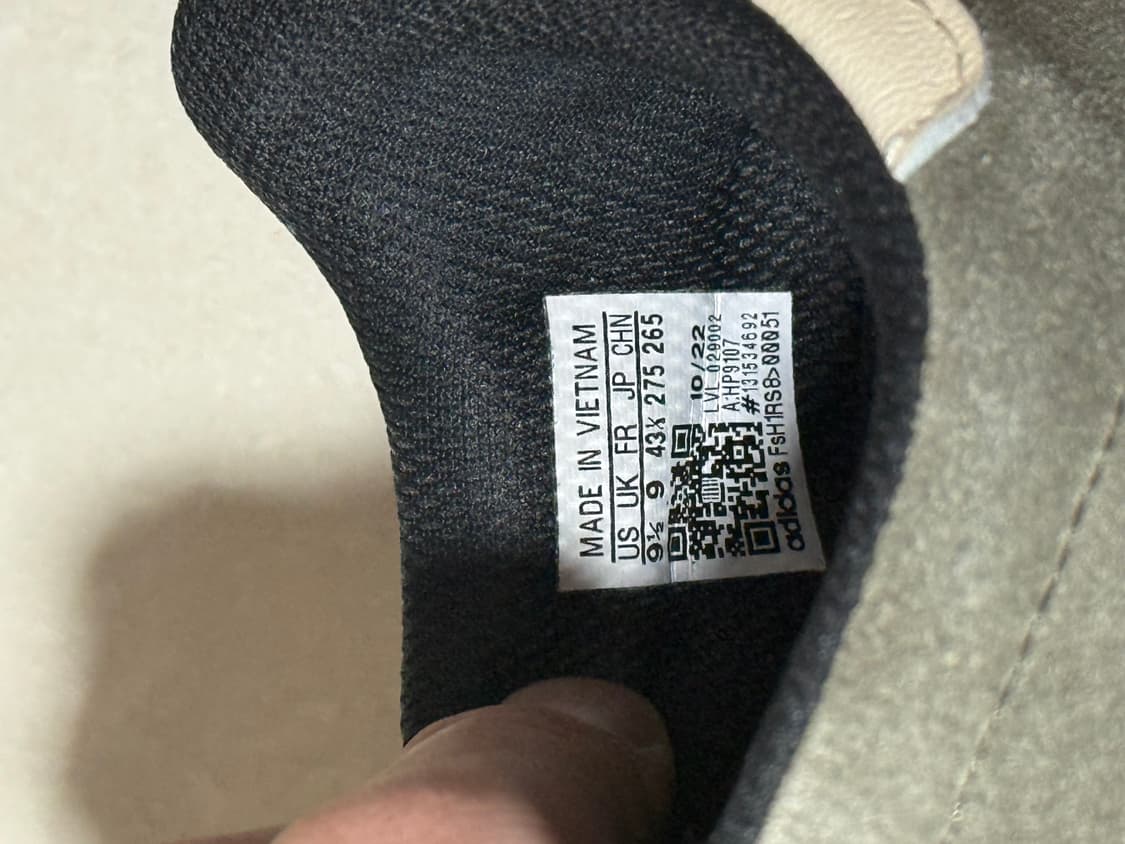 MADE IN VIETNAM
US UK FR JP CHN
9½ 9 43⅓ 275 265
10/22
LVL 029002
A:HP9107
#131534692
adidas FsH1RS8>00051